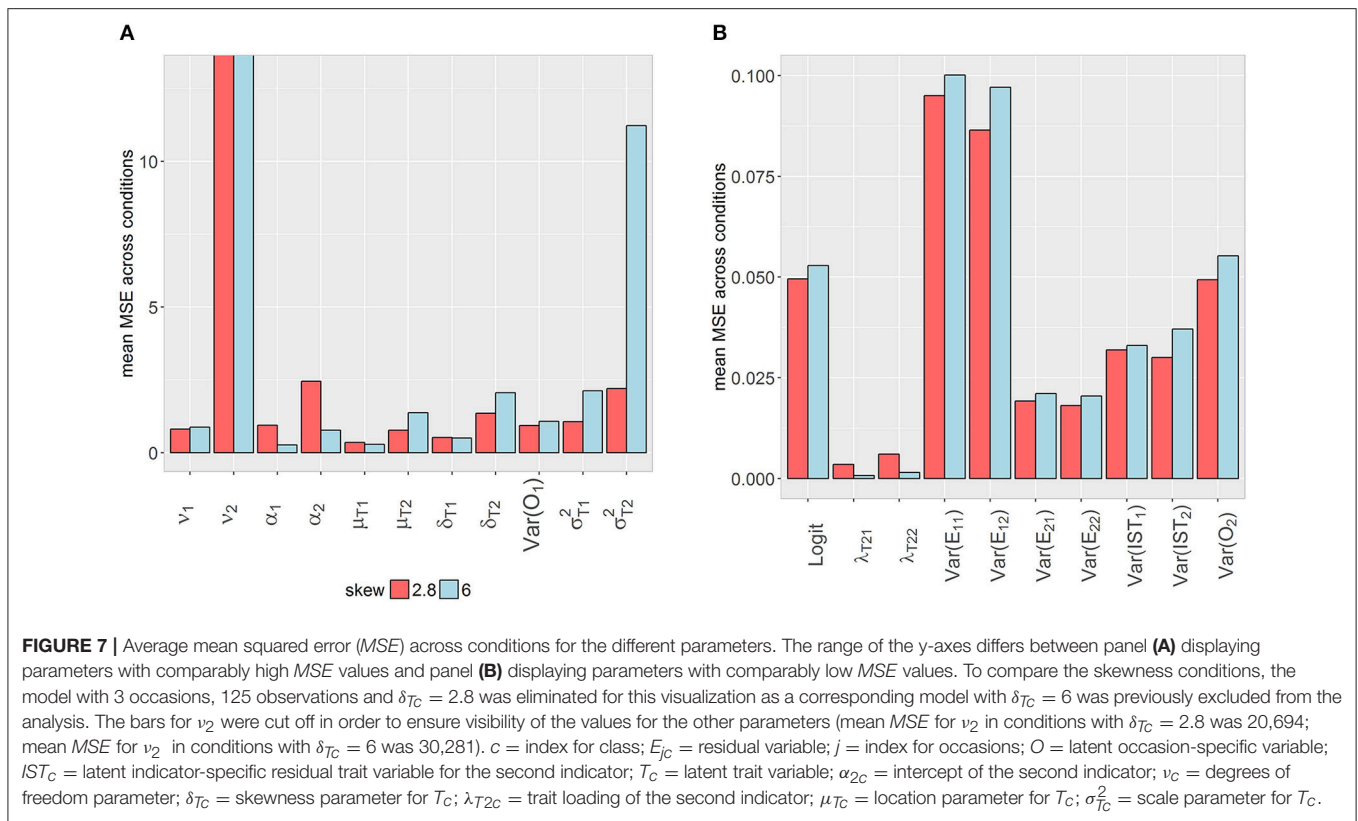 A
mean MSE across conditions
10
5
0
ν1
ν2
α1
α2
μT1
μT2
δT1
δT2
Var(O1)
σ²T1
σ²T2
skew 2.8 6
B
mean MSE across conditions
0.100
0.075
0.050
0.025
0.000
Logit
λT21
λT22
Var(E11)
Var(E12)
Var(E21)
Var(E22)
Var(IST1)
Var(IST2)
Var(O2)
FIGURE 7 | Average mean squared error (MSE) across conditions for the different parameters. The range of the y-axes differs between panel (A) displaying
parameters with comparably high MSE values and panel (B) displaying parameters with comparably low MSE values. To compare the skewness conditions, the
model with 3 occasions, 125 observations and δTc = 2.8 was eliminated for this visualization as a corresponding model with δTc = 6 was previously excluded from the
analysis. The bars for ν2 were cut off in order to ensure visibility of the values for the other parameters (mean MSE for ν2 in conditions with δTc = 2.8 was 20,694;
mean MSE for ν2 in conditions with δTc = 6 was 30,281). c = index for class; Ejc = residual variable; j = index for occasions; O = latent occasion-specific variable;
ISTc = latent indicator-specific residual trait variable for the second indicator; Tc = latent trait variable; α2c = intercept of the second indicator; νc = degrees of
freedom parameter; δTc = skewness parameter for Tc; λT2c = trait loading of the second indicator; μTc = location parameter for Tc; σ²Tc = scale parameter for Tc.